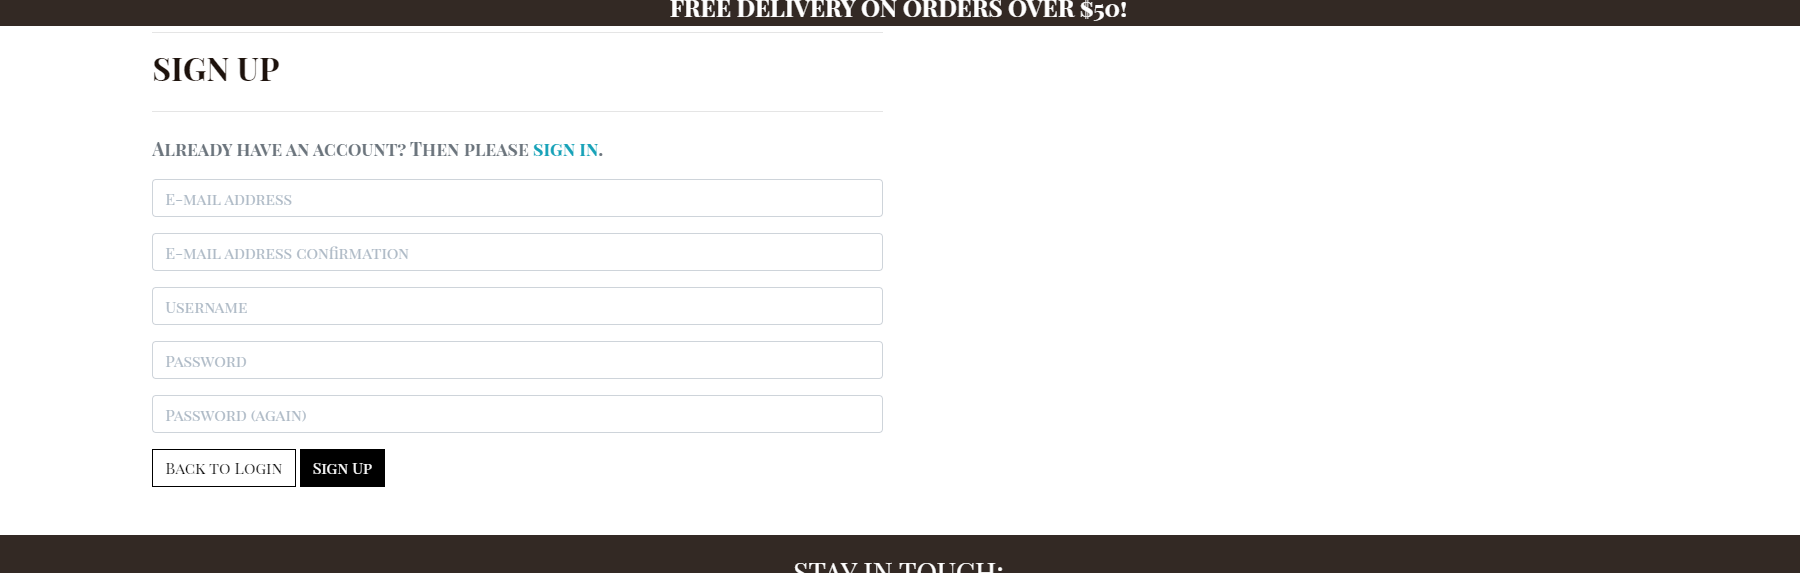 FREE DELIVERY ON ORDERS OVER $50!
SIGN UP
Already have an account? Then please sign in.
E-mail address
E-mail address confirmation
Username
Password
Password (again)
Back to Login Sign Up
STAY IN TOUCH: